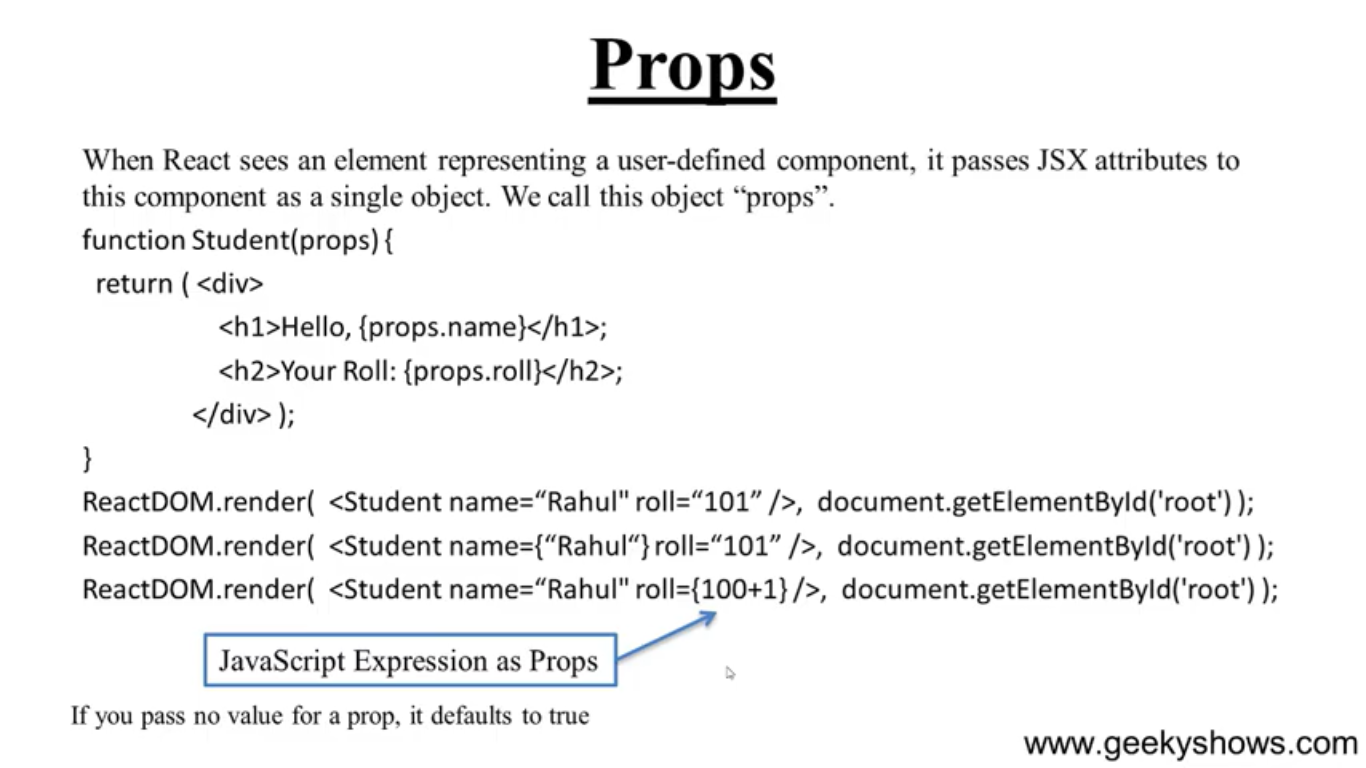 Props
When React sees an element representing a user-defined component, it passes JSX attributes to
this component as a single object. We call this object “props”.
function Student(props) {
return ( <div>
<h1>Hello, {props.name}</h1>;
<h2>Your Roll: {props.roll}</h2>;
</div> );
}
ReactDOM.render(  <Student name=“Rahul" roll=“101” />,  document.getElementById('root') );
ReactDOM.render(  <Student name={“Rahul“} roll=“101” />,  document.getElementById('root') );
ReactDOM.render(  <Student name=“Rahul" roll={100+1} />,  document.getElementById('root') );
JavaScript Expression as Props
If you pass no value for a prop, it defaults to true
www.geekyshows.com